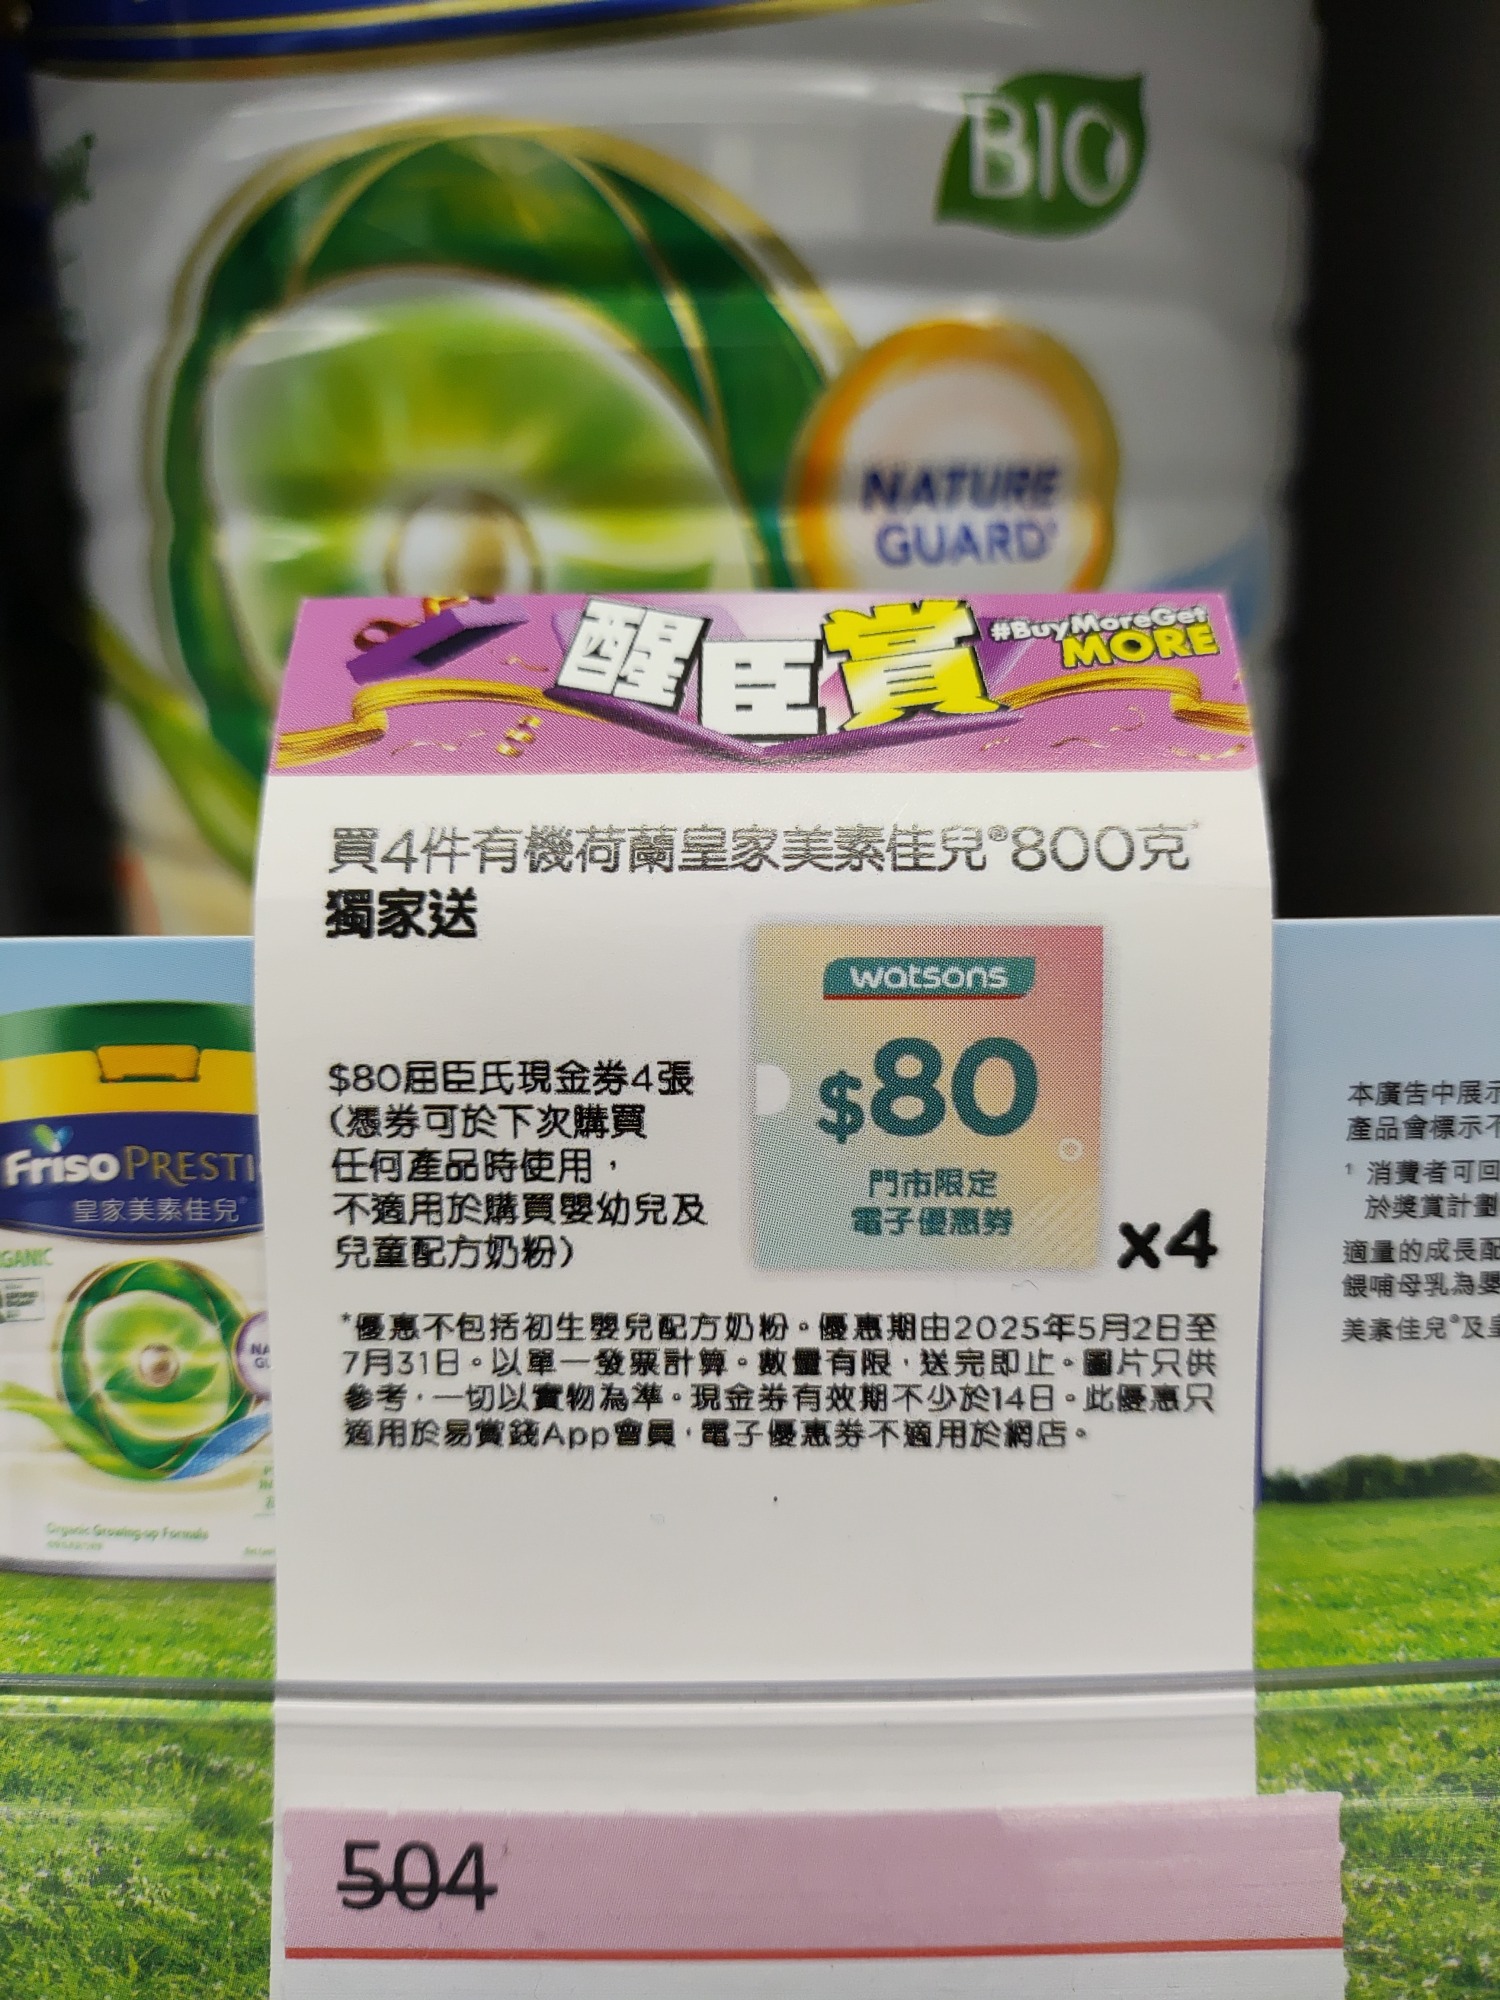 BIO
NATURE
GUARD
醒臣賞
#BuyMoreGet
MORE
買4件有機荷蘭皇家美素佳兒®800克*
獨家送
watsons
$80
門市限定
電子優惠券
x4
$80屈臣氏現金券4張
(憑券可於下次購買
任何產品時使用，
不適用於購買嬰幼兒及
兒童配方奶粉)
*優惠不包括初生嬰兒配方奶粉。優惠期由2025年5月2日至
7月31日。以單一發票計算。數量有限，送完即止。圖片只供
參考，一切以實物為準。現金券有效期不少於14日。此優惠只
適用於易賞錢App會員，電子優惠券不適用於網店。
Friso PRESTI
皇家美素佳兒®
GANIC
NA
GU
Organic Growing-up Formula
本廣告中展示
產品會標示不
¹ 消費者可回
於獎賞計劃
適量的成長配
餵哺母乳為嬰
美素佳兒®及皇
504